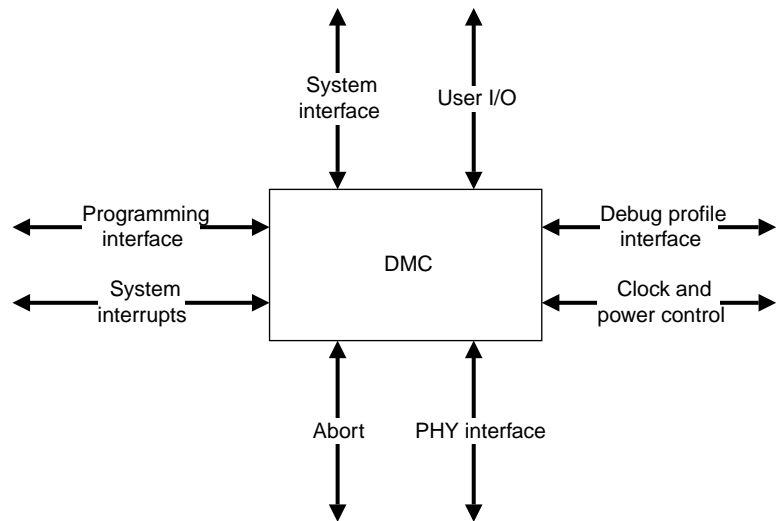 System
interface
User I/O
Programming
interface
Debug profile
interface
DMC
System
interrupts
Clock and
power control
Abort
PHY interface